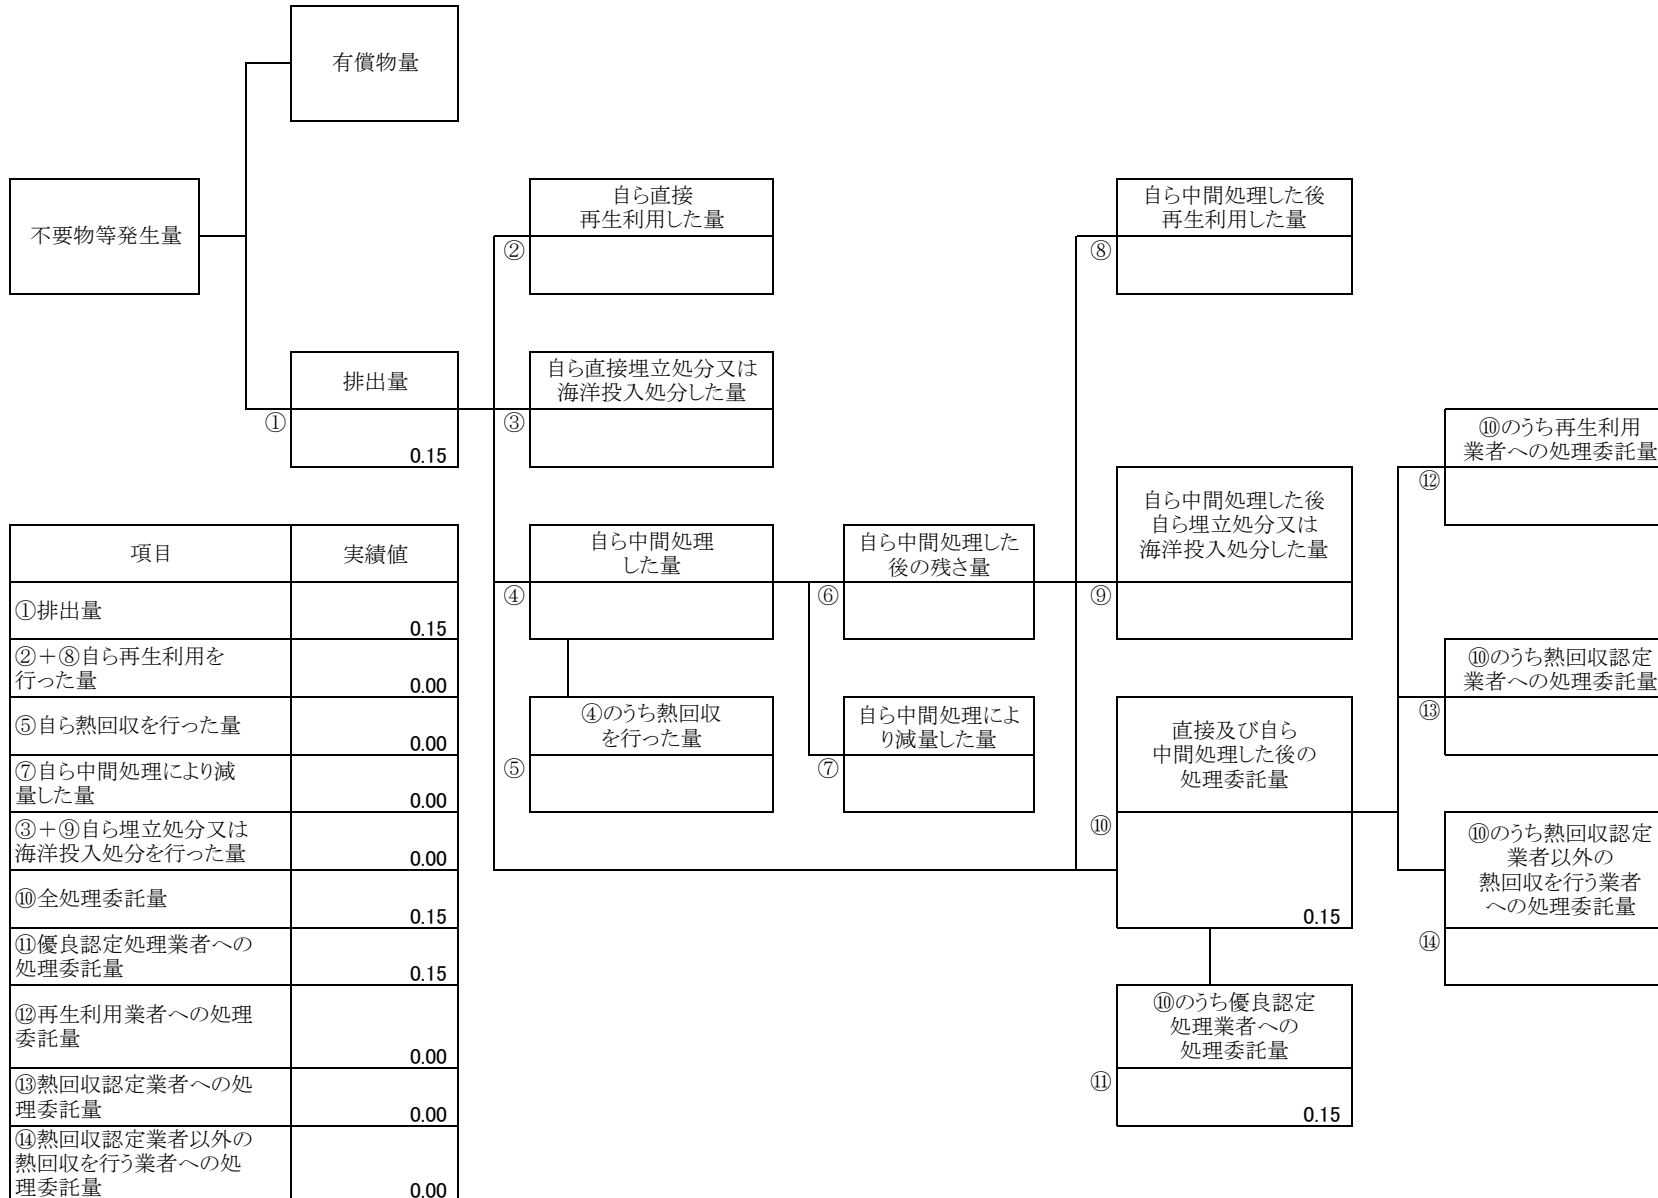 有償物量
不要物等発生量
自ら直接
再生利用した量
②
自ら中間処理した後
再生利用した量
⑧
排出量
①
0.15
自ら直接埋立処分又は
海洋投入処分した量
③
⑩のうち再生利用
業者への処理委託量
⑫
自ら中間処理した後
自ら埋立処分又は
海洋投入処分した量
⑨
自ら中間処理
した量
④
自ら中間処理した
後の残さ量
⑥
⑩のうち熱回収認定
業者への処理委託量
⑬
④のうち熱回収
を行った量
⑤
自ら中間処理によ
り減量した量
⑦
直接及び自ら
中間処理した後の
処理委託量
⑩
0.15
⑩のうち熱回収認定
業者以外の
熱回収を行う業者
への処理委託量
⑭
⑩のうち優良認定
処理業者への
処理委託量
⑪
0.15
項目 実績値
①排出量
0.15
②+⑧自ら再生利用を
行った量
0.00
⑤自ら熱回収を行った量
0.00
⑦自ら中間処理により減
量した量
0.00
③+⑨自ら埋立処分又は
海洋投入処分を行った量
0.00
⑩全処理委託量
0.15
⑪優良認定処理業者への
処理委託量
0.15
⑫再生利用業者への処理
委託量
0.00
⑬熱回収認定業者への処
理委託量
0.00
⑭熱回収認定業者以外の
熱回収を行う業者への処
理委託量
0.00